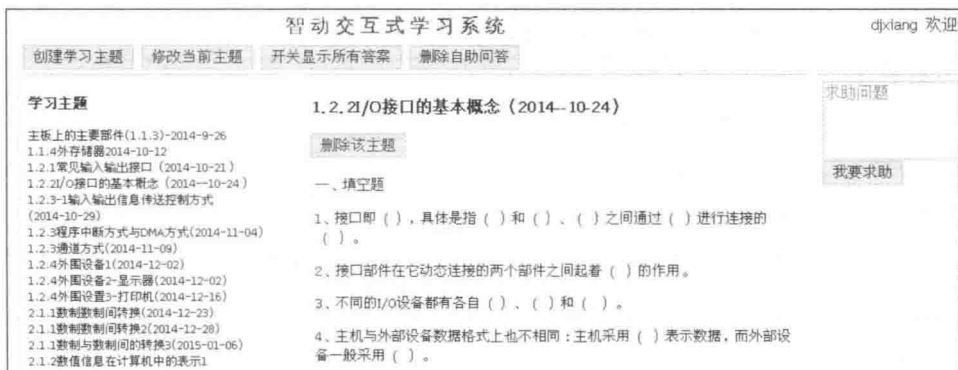 智动交互式学习系统
djxiang 欢迎
创建学习主题 修改当前主题 开关显示所有答案 删除自助问答
学习主题
主板上的主要部件(1.1.3)-2014-9-26
1.1.4外存储器2014-10-12
1.2.1常见输入输出接口（2014-10-21）
1.2.2I/O接口的基本概念（2014--10-24）
1.2.3-1输入输出信息传送控制方式
(2014-10-29)
1.2.3程序中断方式与DMA方式(2014-11-04)
1.2.3通道方式(2014-11-09)
1.2.4外围设备1(2014-12-02)
1.2.4外围设备2-显示器(2014-12-02)
1.2.4外围设置3-打印机(2014-12-16)
2.1.1数制数制间转换(2014-12-23)
2.1.1数制数制间转换2(2014-12-28)
2.1.1数制与数制间的转换3(2015-01-06)
2.1.2数值信息在计算机中的表示1
1.2.2I/O接口的基本概念（2014--10-24）
删除该主题
一、填空题
1、接口即（ ），具体是指（ ）和（ ）、（ ）之间通过（ ）进行连接的
（ ）。
2、接口部件在它动态连接的两个部件之间起着（ ）的作用。
3、不同的I/O设备都有各自（ ）、（ ）和（ ）。
4、主机与外部设备数据格式上也不相同：主机采用（ ）表示数据，而外部设
备一般采用（ ）。
求助问题
我要求助